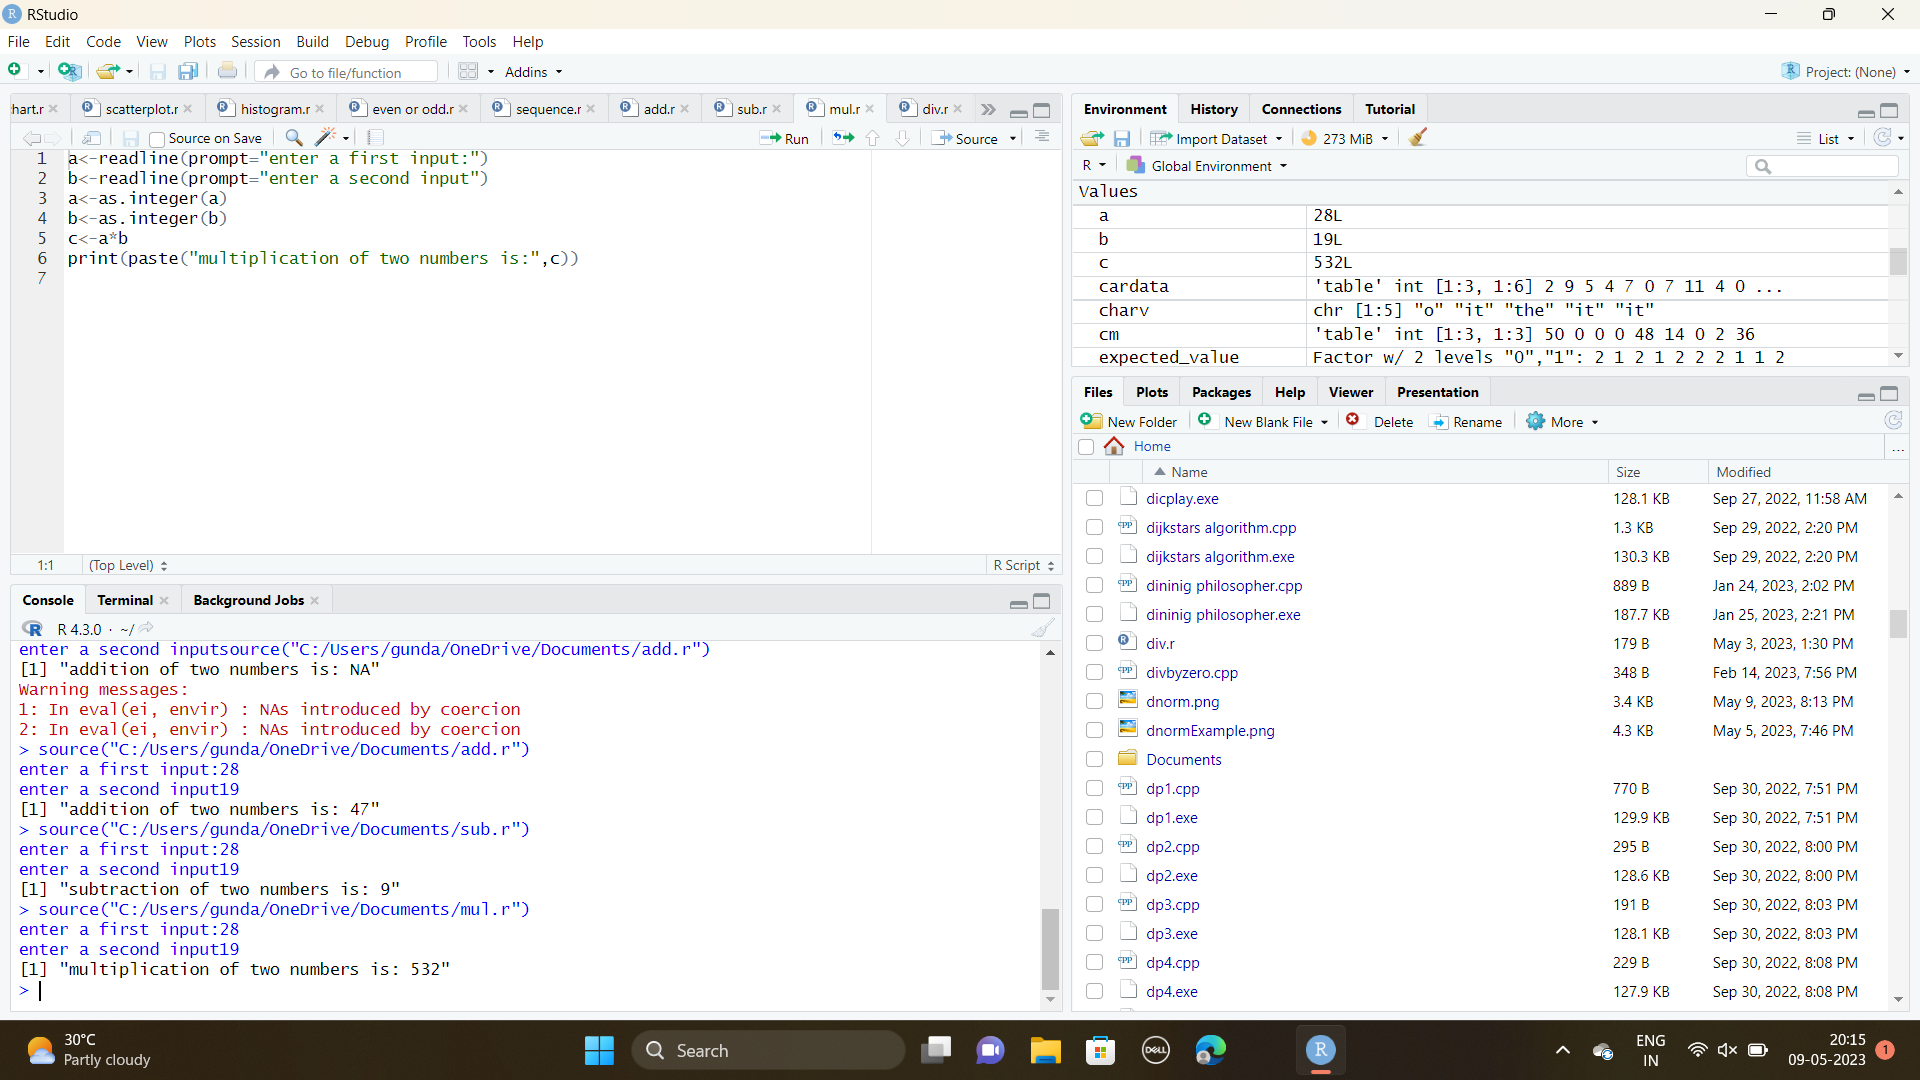 RStudio
File Edit Code View Plots Session Build Debug Profile Tools Help
Go to file/function Addins Project: (None)
hart.r scatterplot.r histogram.r even or odd.r sequence.r add.r sub.r mul.r div.r
Source on Save Run Source
1 a<-readline(prompt="enter a first input:")
2 b<-readline(prompt="enter a second input")
3 a<-as.integer(a)
4 b<-as.integer(b)
5 c<-a*b
6 print(paste("multiplication of two numbers is:",c))
7
1:1 (Top Level) R Script
Console Terminal Background Jobs
R 4.3.0 · ~/
enter a second inputsource("C:/Users/gunda/OneDrive/Documents/add.r")
[1] "addition of two numbers is: NA"
Warning messages:
1: In eval(ei, envir) : NAs introduced by coercion
2: In eval(ei, envir) : NAs introduced by coercion
> source("C:/Users/gunda/OneDrive/Documents/add.r")
enter a first input:28
enter a second input19
[1] "addition of two numbers is: 47"
> source("C:/Users/gunda/OneDrive/Documents/sub.r")
enter a first input:28
enter a second input19
[1] "subtraction of two numbers is: 9"
> source("C:/Users/gunda/OneDrive/Documents/mul.r")
enter a first input:28
enter a second input19
[1] "multiplication of two numbers is: 532"
>
Environment History Connections Tutorial
Import Dataset 273 MiB List
R Global Environment
Values
a 28L
b 19L
c 532L
cardata 'table' int [1:3, 1:6] 2 9 5 4 7 0 7 11 4 0 ...
charv chr [1:5] "o" "it" "the" "it" "it"
cm 'table' int [1:3, 1:3] 50 0 0 0 48 14 0 2 36
expected_value Factor w/ 2 levels "0","1": 2 1 2 1 2 2 2 1 1 2
Files Plots Packages Help Viewer Presentation
New Folder New Blank File Delete Rename More
Home ...
Name Size Modified
dicplay.exe 128.1 KB Sep 27, 2022, 11:58 AM
dijkstars algorithm.cpp 1.3 KB Sep 29, 2022, 2:20 PM
dijkstars algorithm.exe 130.3 KB Sep 29, 2022, 2:20 PM
dininig philosopher.cpp 889 B Jan 24, 2023, 2:02 PM
dininig philosopher.exe 187.7 KB Jan 25, 2023, 2:21 PM
div.r 179 B May 3, 2023, 1:30 PM
divbyzero.cpp 348 B Feb 14, 2023, 7:56 PM
dnorm.png 3.4 KB May 9, 2023, 8:13 PM
dnormExample.png 4.3 KB May 5, 2023, 7:46 PM
Documents
dp1.cpp 770 B Sep 30, 2022, 7:51 PM
dp1.exe 129.9 KB Sep 30, 2022, 7:51 PM
dp2.cpp 295 B Sep 30, 2022, 8:00 PM
dp2.exe 128.6 KB Sep 30, 2022, 8:00 PM
dp3.cpp 191 B Sep 30, 2022, 8:03 PM
dp3.exe 128.1 KB Sep 30, 2022, 8:03 PM
dp4.cpp 229 B Sep 30, 2022, 8:08 PM
dp4.exe 127.9 KB Sep 30, 2022, 8:08 PM
30°C
Partly cloudy
Search
DELL
R
ENG
IN
20:15
09-05-2023
1